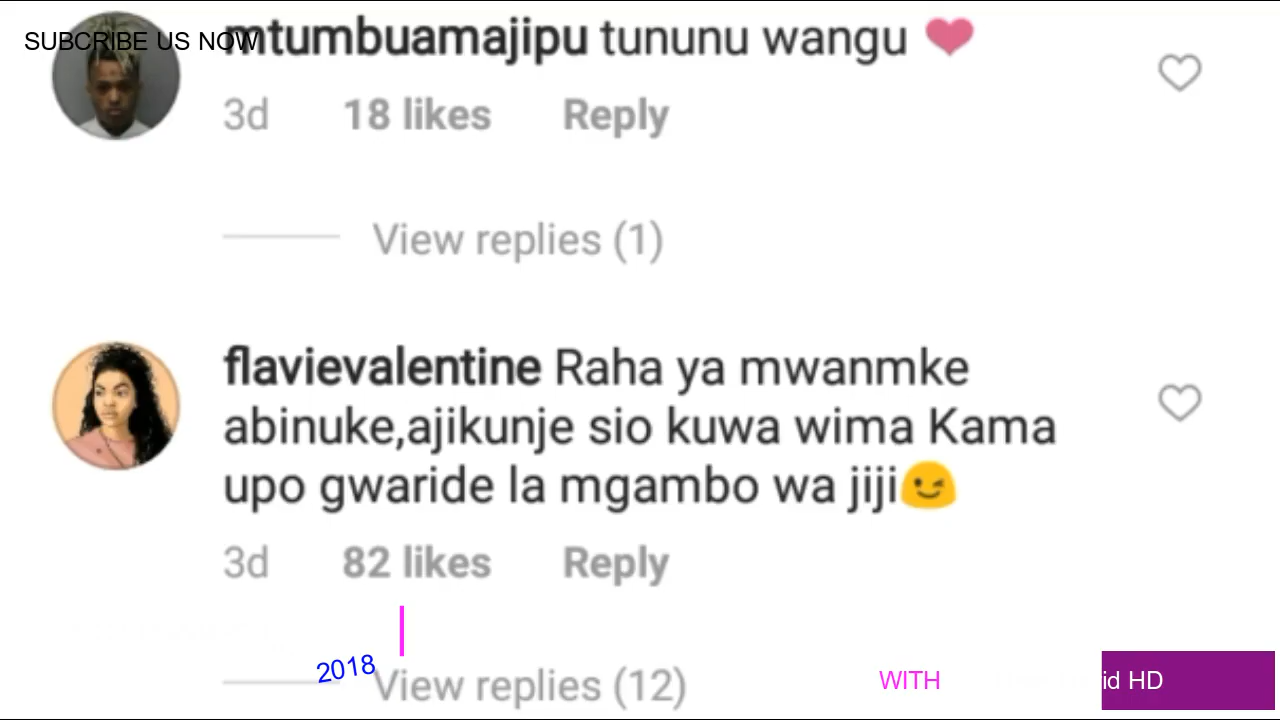 SUBCRIBE US NOW
mtumbuamajipu tununu wangu ❤
3d 18 likes Reply
View replies (1)
flavievalentine Raha ya mwanmke
abinuke,ajikunje sio kuwa wima Kama
upo gwaride la mgambo wa jiji😉
3d 82 likes Reply
2018
View replies (12)
WITH
id HD